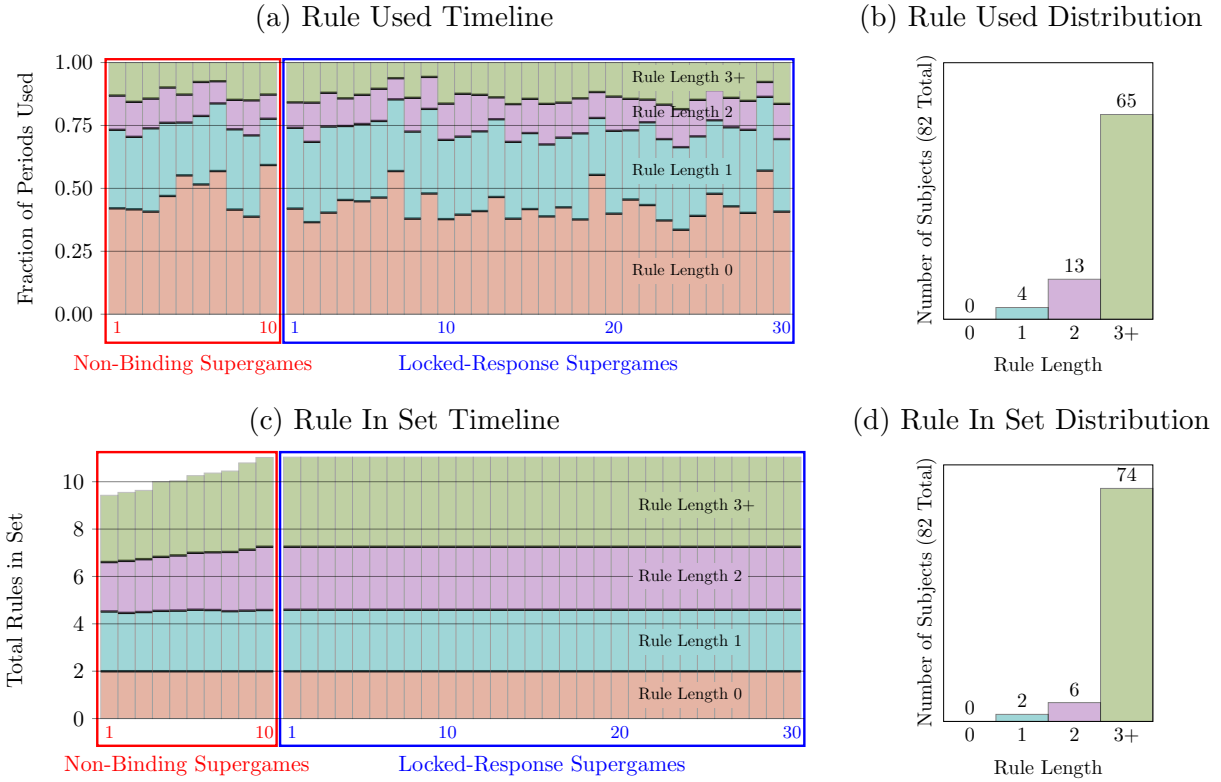 (a) Rule Used Timeline
Fraction of Periods Used
1.00
0.75
0.50
0.25
0.00
Rule Length 3+
Rule Length 2
Rule Length 1
Rule Length 0
1
10
1
10
20
30
Non-Binding Supergames
Locked-Response Supergames
(b) Rule Used Distribution
Number of Subjects (82 Total)
0
4
13
65
0
1
2
3+
Rule Length
(c) Rule In Set Timeline
Total Rules in Set
10
8
6
4
2
0
Rule Length 3+
Rule Length 2
Rule Length 1
Rule Length 0
1
10
1
10
20
30
Non-Binding Supergames
Locked-Response Supergames
(d) Rule In Set Distribution
Number of Subjects (82 Total)
0
2
6
74
0
1
2
3+
Rule Length